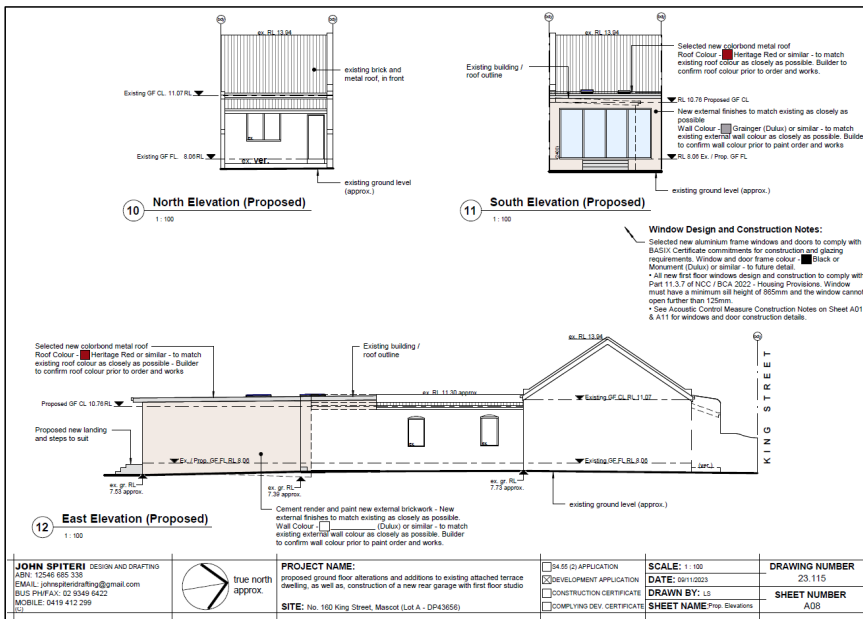 bdy
bdy
ex. RL 13.94
existing brick and
metal roof, in front
Existing GF CL. 11.07 RL
ex.
Existing GF FL. 8.06 RL
ex. ver.
existing ground level
(approx.)
10 North Elevation (Proposed)
1 : 100
bdy
bdy
ex. RL 13.94
Existing building /
roof outline
Selected new colorbond metal roof
Roof Colour - Heritage Red or similar - to match
existing roof colour as closely as possible. Builder to
confirm roof colour prior to order and works
RL 10.76 Proposed GF CL
New external finishes to match existing as closely as
possible
Wall Colour - Grainger (Dulux) or similar - to match
existing external wall colour as closely as possible. Builder
to confirm wall colour prior to paint order and works
2400
RL 8.06 Ex. / Prop. GF FL
existing ground level (approx.)
11 South Elevation (Proposed)
1 : 100
Window Design and Construction Notes:
Selected new aluminium frame windows and doors to comply with
BASIX Certificate commitments for construction and glazing
requirements. Window and door frame colour - Black or
Monument (Dulux) or similar - to future detail.
• All new first floor windows design and construction to comply with
Part 11.3.7 of NCC / BCA 2022 - Housing Provisions. Window
must have a minimum sill height of 865mm and the window cannot
open further than 125mm.
• See Acoustic Control Measure Construction Notes on Sheet A01
& A11 for windows and door construction details.
Selected new colorbond metal roof
Roof Colour - Heritage Red or similar - to match
existing roof colour as closely as possible - Builder
to confirm roof colour prior to order and works
Existing building /
roof outline
ex. RL 13.94
bdy
Proposed GF CL 10.76 RL
ex. RL 11.30 approx.
Existing GF CL RL 11.07
KING STREET
Proposed new landing
and steps to suit
Ex. / Prop. GF FL RL 8.06
ex.
ex.
Existing GF FL RL 8.06
(ver.)
ex. gr. RL
7.53 approx.
ex. gr. RL
7.39 approx.
ex. gr. RL
7.73 approx.
existing ground level (approx.)
Cement render and paint new external brickwork - New
external finishes to match existing as closely as possible.
Wall Colour - ________ (Dulux) or similar - to match
existing external wall colour as closely as possible. Builder
to confirm wall colour prior to paint order and works.
12 East Elevation (Proposed)
1 : 100
JOHN SPITERI DESIGN AND DRAFTING
ABN: 12546 685 338
EMAIL: johnspiteridrafting@gmail.com
BUS PH/FAX: 02 9349 6422
MOBILE: 0419 412 299
(C)
true north
approx.
PROJECT NAME:
proposed ground floor alterations and additions to existing attached terrace
dwelling, as well as, construction of a new rear garage with first floor studio
SITE: No. 160 King Street, Mascot (Lot A - DP43656)
S4.55 (2) APPLICATION
DEVELOPMENT APPLICATION
CONSTRUCTION CERTIFICATE
COMPLYING DEV. CERTIFICATE
SCALE: 1 : 100
DATE: 09/11/2023
DRAWN BY: LS
SHEET NAME: Prop. Elevations
DRAWING NUMBER
23.115
SHEET NUMBER
A08